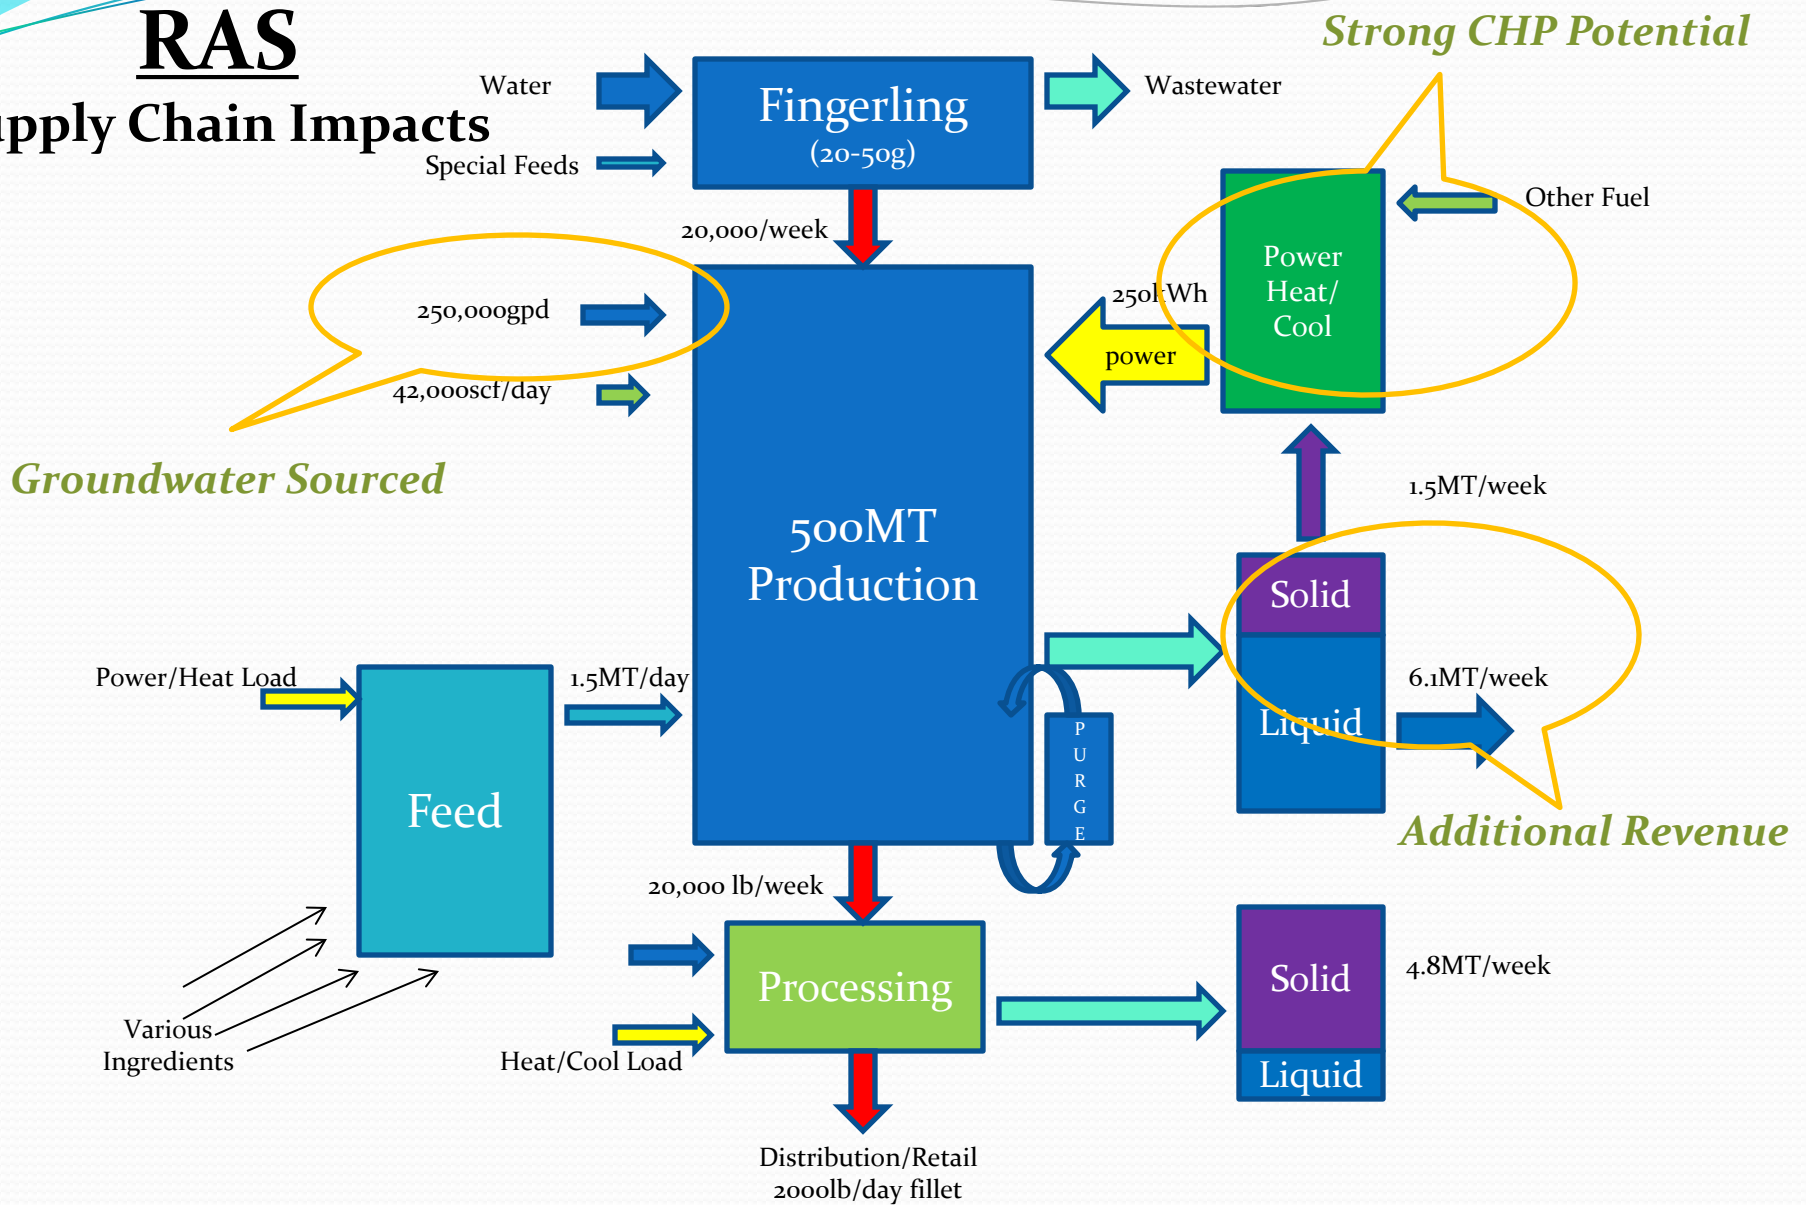 RAS
upply Chain Impacts
Strong CHP Potential
Water
Fingerling
(20-50g)
Wastewater
Special Feeds
20,000/week
Other Fuel
Power
Heat/
Cool
250kWh
power
250,000gpd
42,000scf/day
Groundwater Sourced
500MT
Production
1.5MT/week
Solid
Liquid
6.1MT/week
Additional Revenue
Power/Heat Load
1.5MT/day
Feed
P
U
R
G
E
20,000 lb/week
Processing
Solid
Liquid
4.8MT/week
Various
Ingredients
Heat/Cool Load
Distribution/Retail
2000lb/day fillet